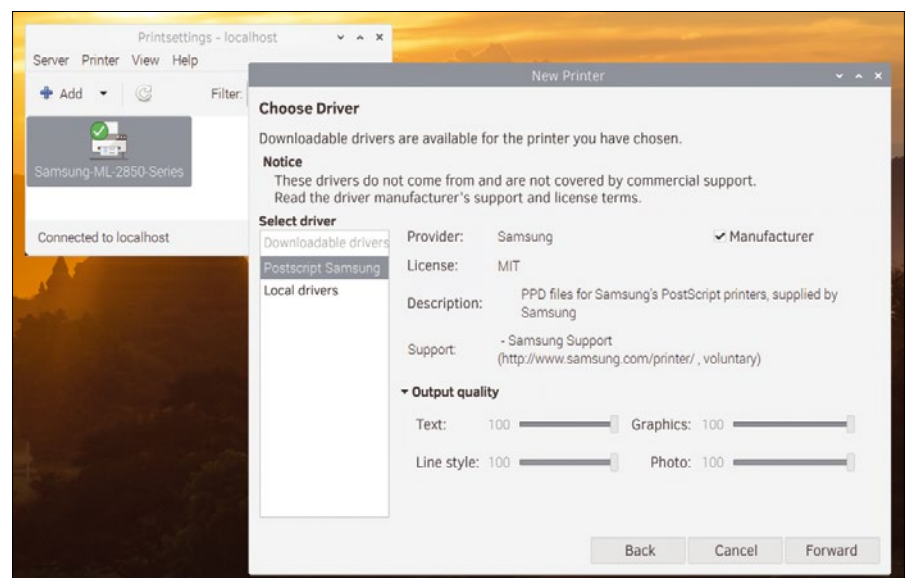 Printsettings - localhost
Server Printer View Help
Add Filter:
Samsung-ML-2850-Series
Connected to localhost
New Printer
Choose Driver
Downloadable drivers are available for the printer you have chosen.
Notice
These drivers do not come from and are not covered by commercial support.
Read the driver manufacturer's support and license terms.
Select driver
Downloadable drivers
Postscript Samsung
Local drivers
Provider: Samsung Manufacturer
License: MIT
Description: PPD files for Samsung's PostScript printers, supplied by
Samsung
Support: - Samsung Support
(http://www.samsung.com/printer/ , voluntary)
Output quality
Text: 100 Graphics: 100
Line style: 100 Photo: 100
Back Cancel Forward